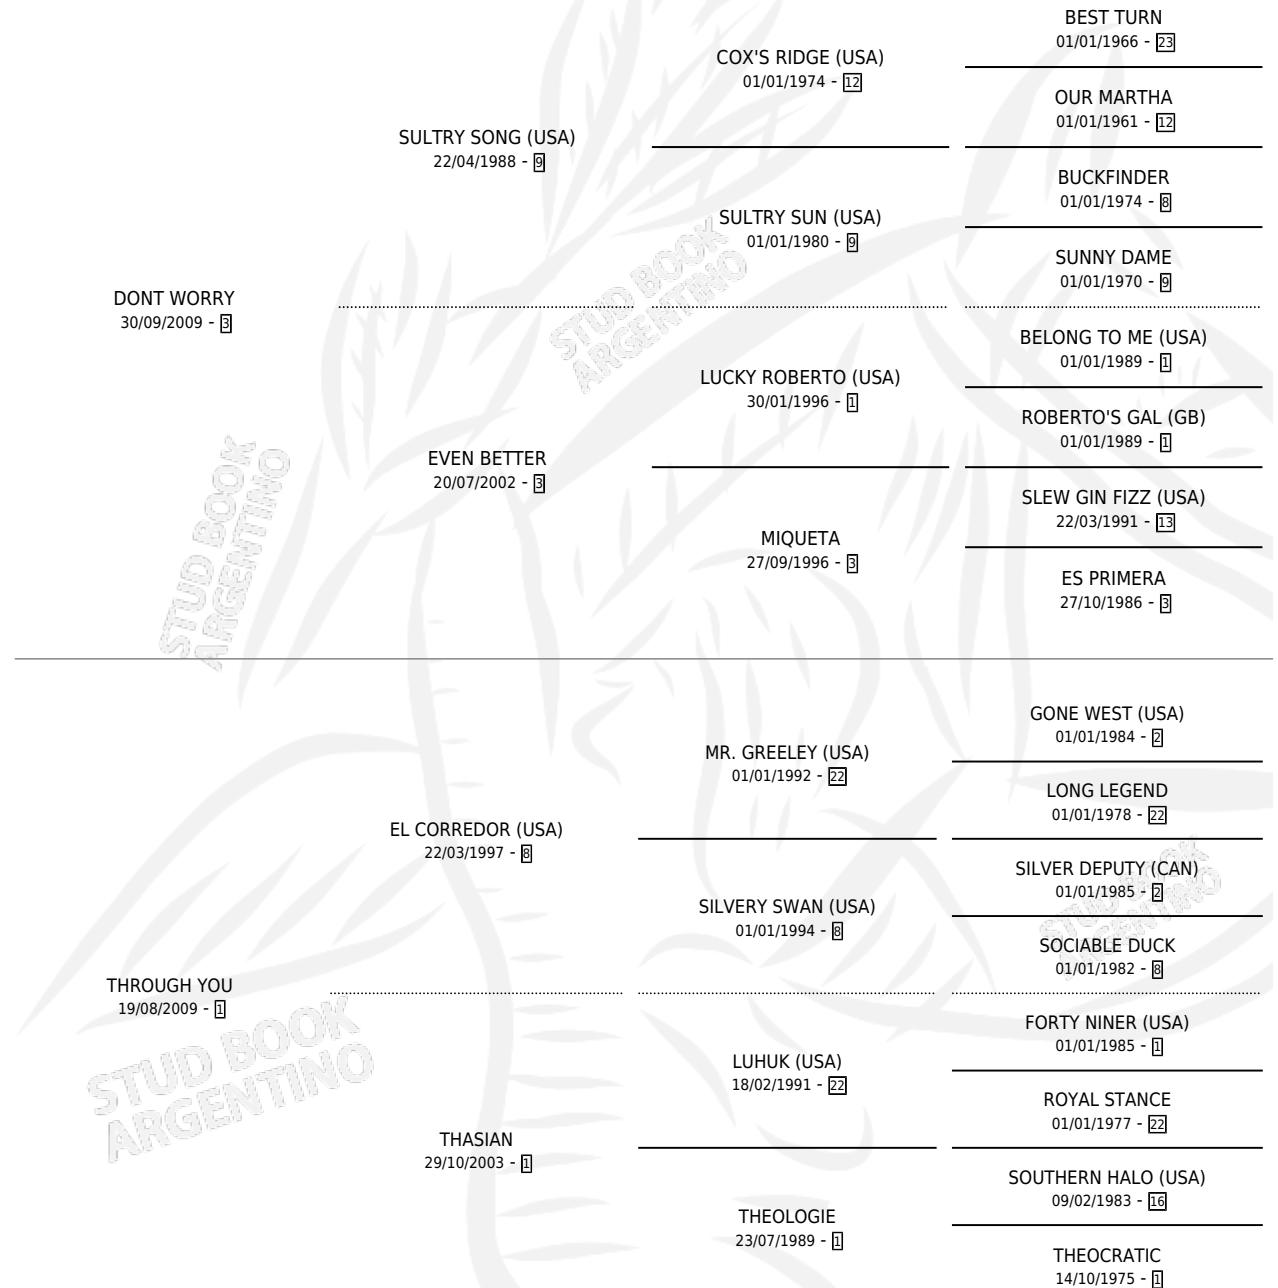 BEST TURN
01/01/1966 - 23
COX'S RIDGE (USA)
01/01/1974 - 12
OUR MARTHA
01/01/1961 - 12
SULTRY SONG (USA)
22/04/1988 - 9
BUCKFINDER
01/01/1974 - 8
SULTRY SUN (USA)
01/01/1980 - 9
SUNNY DAME
01/01/1970 - 9
DONT WORRY
30/09/2009 - 3
BELONG TO ME (USA)
01/01/1989 - 1
LUCKY ROBERTO (USA)
30/01/1996 - 1
ROBERTO'S GAL (GB)
01/01/1989 - 1
EVEN BETTER
20/07/2002 - 3
SLEW GIN FIZZ (USA)
22/03/1991 - 13
MIQUETA
27/09/1996 - 3
ES PRIMERA
27/10/1986 - 3
STUD BOOK
ARGENTINO
STUD BOOK
ARGENTINO
GONE WEST (USA)
01/01/1984 - 2
MR. GREELEY (USA)
01/01/1992 - 22
LONG LEGEND
01/01/1978 - 22
EL CORREDOR (USA)
22/03/1997 - 8
SILVER DEPUTY (CAN)
01/01/1985 - 2
SILVERY SWAN (USA)
01/01/1994 - 8
SOCIABLE DUCK
01/01/1982 - 8
STUD BOOK
ARGENTINO
THROUGH YOU
19/08/2009 - 1
FORTY NINER (USA)
01/01/1985 - 1
LUHUK (USA)
18/02/1991 - 22
ROYAL STANCE
01/01/1977 - 22
STUD BOOK
ARGENTINO
THASIAN
29/10/2003 - 1
SOUTHERN HALO (USA)
09/02/1983 - 16
THEOLOGIE
23/07/1989 - 1
THEOCRATIC
14/10/1975 - 1